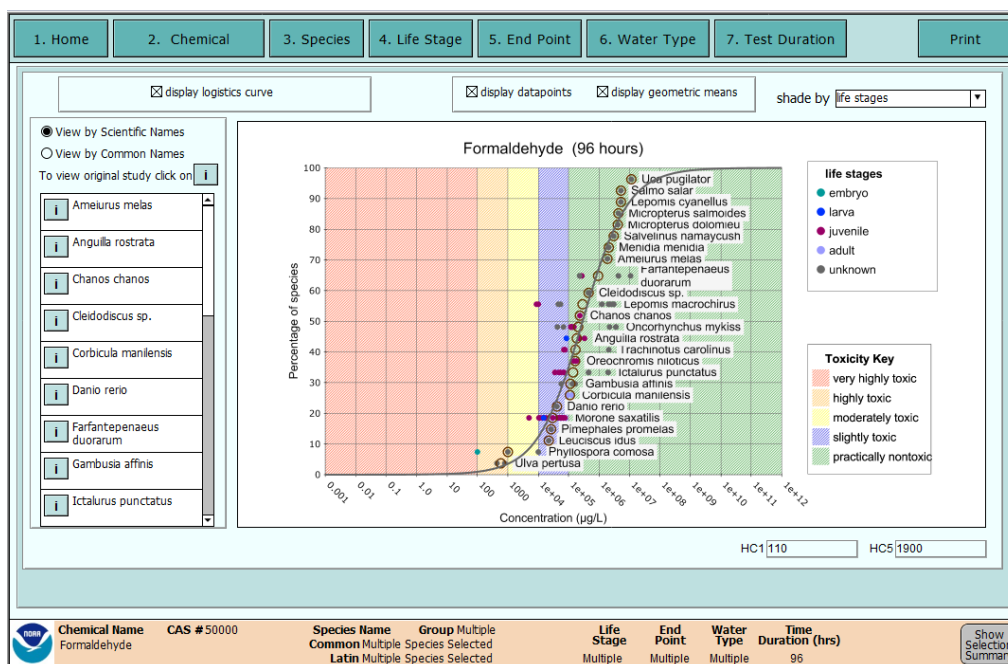 1. Home
2. Chemical
3. Species
4. Life Stage
5. End Point
6. Water Type
7. Test Duration
Print
display logistics curve
display datapoints
display geometric means
shade by
life stages
View by Scientific Names
View by Common Names
To view original study click on
i
i Ameiurus melas
i Anguilla rostrata
i Chanos chanos
i Cleidodiscus sp.
i Corbicula manilensis
i Danio rerio
i Farfantepenaeus
duorarum
i Gambusia affinis
i Ictalurus punctatus
Formaldehyde (96 hours)
Percentage of species
100
90
80
70
60
50
40
30
20
10
0
Uca pugilator
Salmo salar
Lepomis cyanellus
Micropterus salmoides
Micropterus dolomieu
Salvelinus namaycush
Menidia menidia
Ameiurus melas
Farfantepenaeus
duorarum
Cleidodiscus sp.
Lepomis macrochirus
Chanos chanos
Oncorhynchus mykiss
Anguilla rostrata
Trachinotus carolinus
Oreochromis niloticus
Ictalurus punctatus
Gambusia affinis
Corbicula manilensis
Danio rerio
Morone saxatilis
Pimephales promelas
Leuciscus idus
Phyllospora comosa
Ulva pertusa
0.001 0.01 0.1 1.0 10 100 1000 1e+04 1e+05 1e+06 1e+07 1e+08 1e+09 1e+10 1e+11 1e+12
Concentration (µg/L)
life stages
embryo
larva
juvenile
adult
unknown
Toxicity Key
very highly toxic
highly toxic
moderately toxic
slightly toxic
practically nontoxic
HC1 110
HC5 1900
NOAA
Chemical Name
Formaldehyde
CAS # 50000
Species Name Group Multiple
Common Multiple Species Selected
Latin Multiple Species Selected
Life
Stage
Multiple
End
Point
Multiple
Water
Type
Multiple
Time
Duration (hrs)
96
Show
Selection
Summar